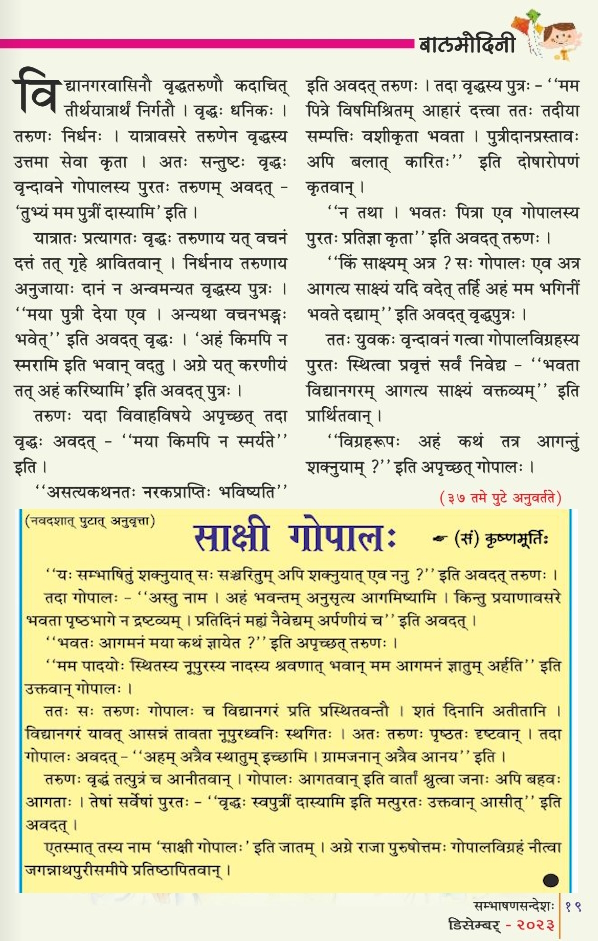 बालमोदिनी
विद्यानगरवासिनौ वृद्धतरुणौ कदाचित्
तीर्थयात्रार्थं निर्गतौ । वृद्धः धनिकः ।
तरुणः निर्धनः । यात्रावसरे तरुणेन वृद्धस्य
उत्तमा सेवा कृता । अतः सन्तुष्टः वृद्धः
वृन्दावने गोपालस्य पुरतः तरुणम् अवदत् -
‘तुभ्यं मम पुत्रीं दास्यामि’ इति ।
यात्रातः प्रत्यागतः वृद्धः तरुणाय यत् वचनं
दत्तं तत् गृहे श्रावितवान् । निर्धनाय तरुणाय
अनुजायाः दानं न अन्वमन्यत वृद्धस्य पुत्रः ।
‘‘मया पुत्री देया एव । अन्यथा वचनभङ्गः
भवेत्’’ इति अवदत् वृद्धः । ‘अहं किमपि न
स्मरामि इति भवान् वदतु । अग्रे यत् करणीयं
तत् अहं करिष्यामि’ इति अवदत् पुत्रः ।
तरुणः यदा विवाहविषये अपृच्छत् तदा
वृद्धः अवदत् - ‘‘मया किमपि न स्मर्यते’’
इति ।
‘‘असत्यकथनतः नरकप्राप्तिः भविष्यति’’
इति अवदत् तरुणः । तदा वृद्धस्य पुत्रः - ‘‘मम
पित्रे विषमिश्रितम् आहारं दत्त्वा ततः तदीया
सम्पत्तिः वशीकृता भवता । पुत्रीदानप्रस्तावः
अपि बलात् कारितः’’ इति दोषारोपणं
कृतवान् ।
‘‘न तथा । भवतः पित्रा एव गोपालस्य
पुरतः प्रतिज्ञा कृता’’ इति अवदत् तरुणः ।
‘‘किं साक्ष्यम् अत्र ? सः गोपालः एव अत्र
आगत्य साक्ष्यं यदि वदेत् तर्हि अहं मम भगिनीं
भवते दद्याम्’’ इति अवदत् वृद्धपुत्रः ।
ततः युवकः वृन्दावनं गत्वा गोपालविग्रहस्य
पुरतः स्थित्वा प्रवृत्तं सर्वं निवेद्य - ‘‘भवता
विद्यानगरम् आगत्य साक्ष्यं वक्तव्यम्’’ इति
प्रार्थितवान् ।
‘‘विग्रहरूपः अहं कथं तत्र आगन्तुं
शक्नुयाम् ?’’ इति अपृच्छत् गोपालः ।
(३७ तमे पुटे अनुवर्तते)
(नवदशात् पुटात् अनुवृत्ता)
साक्षी गोपालः
☛ (सं) कृष्णमूर्तिः
‘‘यः सम्भाषितुं शक्नुयात् सः सञ्चरितुम् अपि शक्नुयात् एव ननु ?’’ इति अवदत् तरुणः ।
तदा गोपालः - ‘‘अस्तु नाम । अहं भवन्तम् अनुसृत्य आगमिष्यामि । किन्तु प्रयाणावसरे
भवता पृष्ठभागे न द्रष्टव्यम् । प्रतिदिनं मह्यं नैवेद्यम् अर्पणीयं च’’ इति अवदत् ।
‘‘भवतः आगमनं मया कथं ज्ञायेत ?’’ इति अपृच्छत् तरुणः ।
‘‘मम पादयोः स्थितस्य नूपुरस्य नादस्य श्रवणात् भवान् मम आगमनं ज्ञातुम् अर्हति’’ इति
उक्तवान् गोपालः ।
ततः सः तरुणः गोपालः च विद्यानगरं प्रति प्रस्थितवन्तौ । शतं दिनानि अतीतानि ।
विद्यानगरं यावत् आसन्नं तावता नूपुरध्वनिः स्थगितः । अतः तरुणः पृष्ठतः दृष्टवान् । तदा
गोपालः अवदत् - ‘‘अहम् अत्रैव स्थातुम् इच्छामि । ग्रामजनान् अत्रैव आनय’’ इति ।
तरुणः वृद्धं तत्पुत्रं च आनीतवान् । गोपालः आगतवान् इति वार्तां श्रुत्वा जनाः अपि बहवः
आगताः । तेषां सर्वेषां पुरतः - ‘‘वृद्धः स्वपुत्रीं दास्यामि इति मत्पुरतः उक्तवान् आसीत्’’ इति
अवदत् ।
एतस्मात् तस्य नाम ‘साक्षी गोपालः’ इति जातम् । अग्रे राजा पुरुषोत्तमः गोपालविग्रहं नीत्वा
जगन्नाथपुरीसमीपे प्रतिष्ठापितवान् ।
सम्भाषणसन्देशः १९
डिसेम्बर् - २०२३